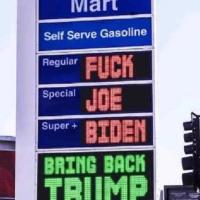 Mart
Self Serve Gasoline
Regular FUCK
Special JOE
Super + BIDEN
BRING BACK
TRUMP